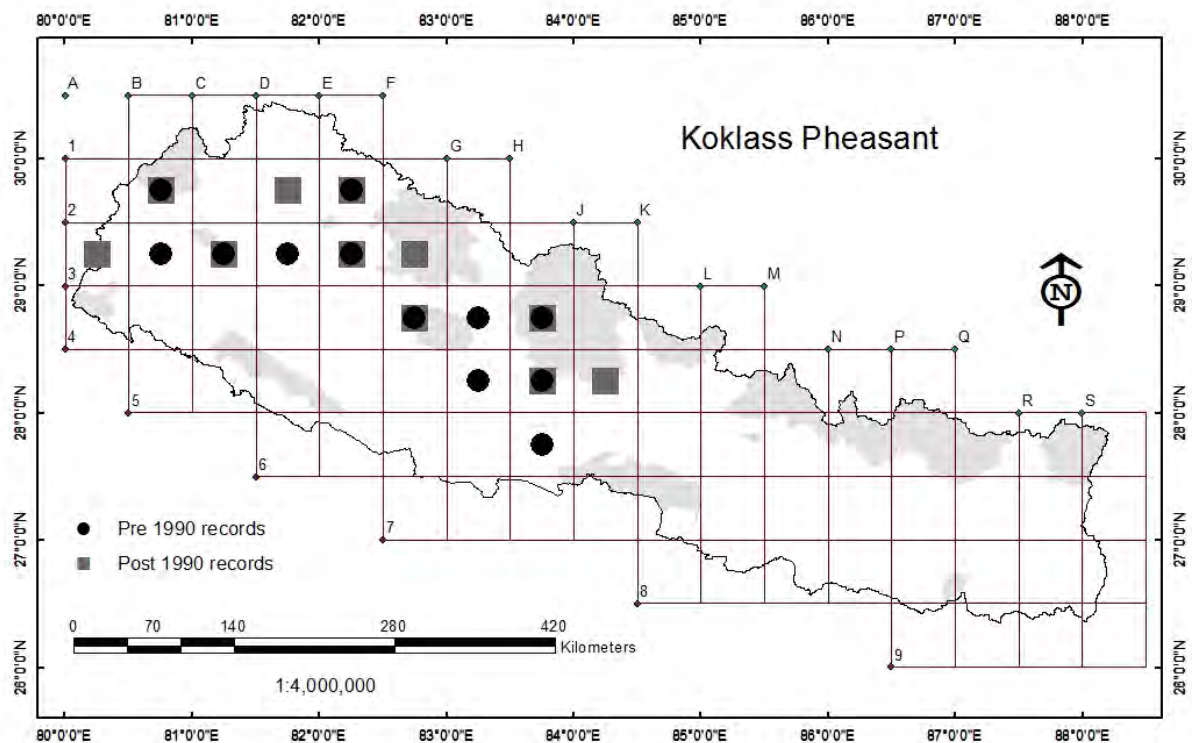 80°0'0"E 81°0'0"E 82°0'0"E 83°0'0"E 84°0'0"E 85°0'0"E 86°0'0"E 87°0'0"E 88°0'0"E
A B C D E F
Koklass Pheasant
30°0'0"N 1 G H 30°0'0"N
2 J K
29°0'0"N 3 L M N 29°0'0"N
4 N P Q
28°0'0"N 5 R S 28°0'0"N
6
Pre 1990 records
27°0'0"N 7 27°0'0"N
Post 1990 records
8
0 70 140 280 420
Kilometers
26°0'0"N 9 26°0'0"N
1:4,000,000
80°0'0"E 81°0'0"E 82°0'0"E 83°0'0"E 84°0'0"E 85°0'0"E 86°0'0"E 87°0'0"E 88°0'0"E